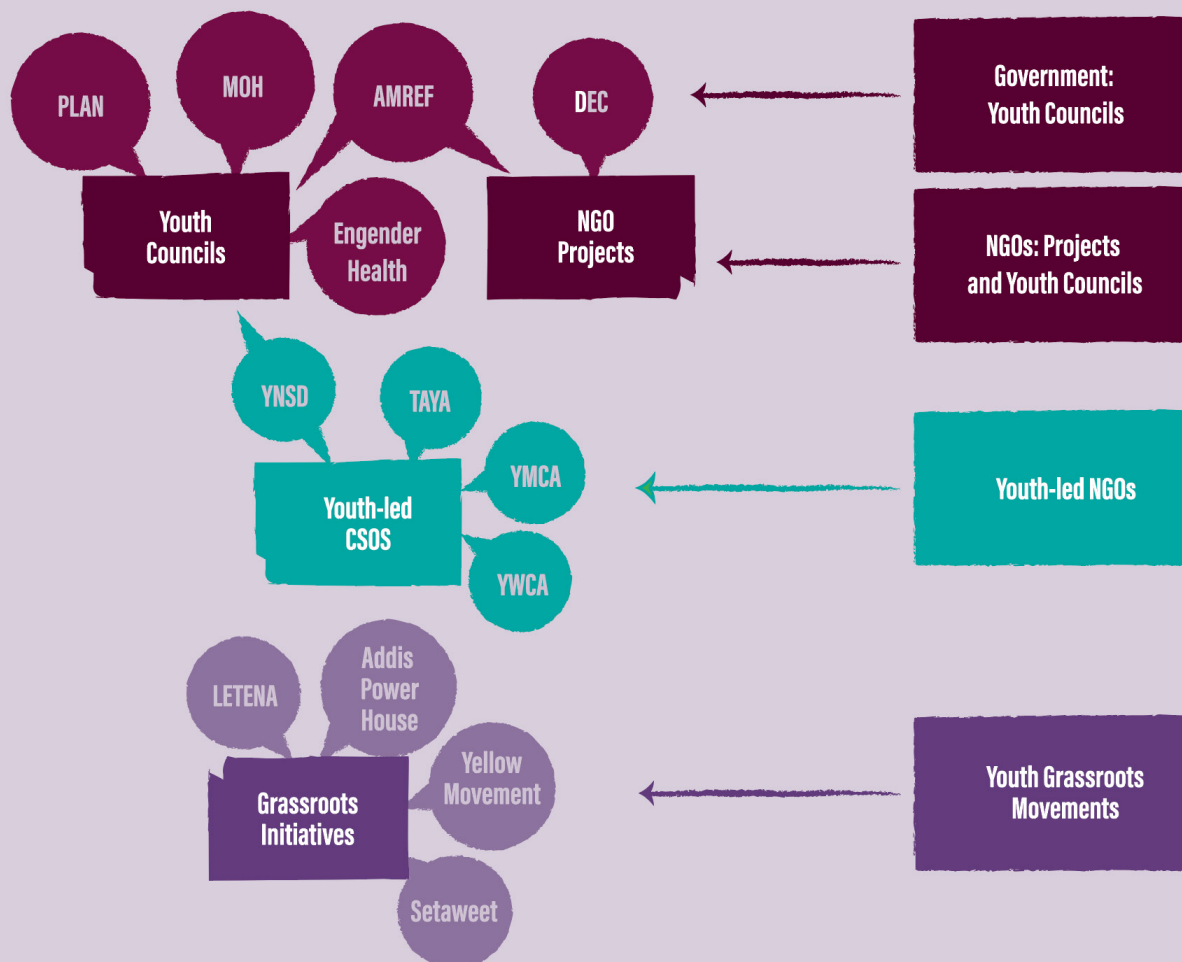 PLAN
MOH
AMREF
DEC
Government:
Youth Councils
Youth
Councils
Engender
Health
NGO
Projects
NGOs: Projects
and Youth Councils
YNSD
TAYA
YMCA
Youth-led
CSOS
YWCA
Youth-led NGOs
LETENA
Addis
Power
House
Yellow
Movement
Grassroots
Initiatives
Setaweet
Youth Grassroots
Movements